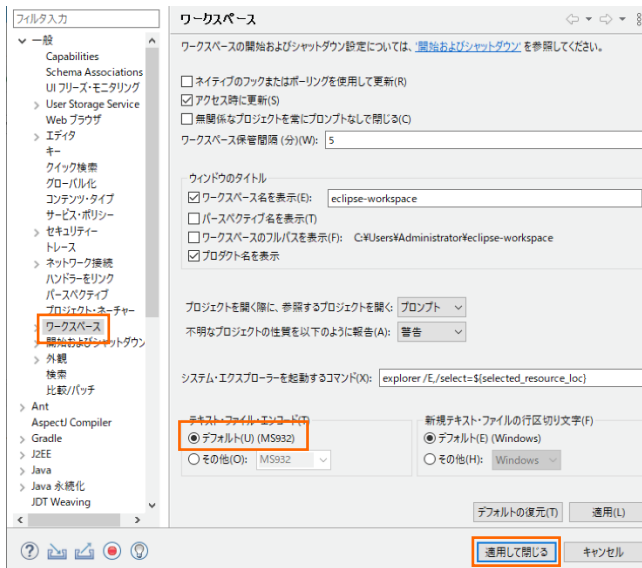 フィルタ入力
一般
Capabilities
Schema Associations
UI フリーズ・モニタリング
User Storage Service
Web ブラウザ
エディタ
キー
クイック検索
グローバル化
コンテンツ・タイプ
サービス・ポリシー
セキュリティー
トレース
ネットワーク接続
ハンドラーをリンク
パースペクティブ
プロジェクト・ネーチャー
ワークスペース
開始およびシャットダウン
外観
検索
比較/パッチ
Ant
AspectJ Compiler
Gradle
J2EE
Java
Java 永続化
JDT Weaving
ワークスペース
ワークスペースの開始およびシャットダウン設定については、'開始およびシャットダウン' を参照してください。
ネイティブのフックまたはポーリングを使用して更新(R)
アクセス時に更新(S)
無関係なプロジェクトを常にプロンプトなしで閉じる(C)
ワークスペース保管間隔 (分)(W): 5
ウィンドウのタイトル
ワークスペース名を表示(E): eclipse-workspace
パースペクティブ名を表示(T)
ワークスペースのフルパスを表示(F): C:¥Users¥Administrator¥eclipse-workspace
プロダクト名を表示
プロジェクトを開く際に、参照するプロジェクトを開く: プロンプト
不明なプロジェクトの性質を以下のように報告(A): 警告
システム・エクスプローラーを起動するコマンド(X): explorer /E,/select=${selected_resource_loc}
テキスト・ファイル・エンコード(T)
デフォルト(U) (MS932)
その他(O): MS932
新規テキスト・ファイルの行区切り文字(F)
デフォルト(E) (Windows)
その他(H): Windows
デフォルトの復元(T) 適用(L)
適用して閉じる キャンセル